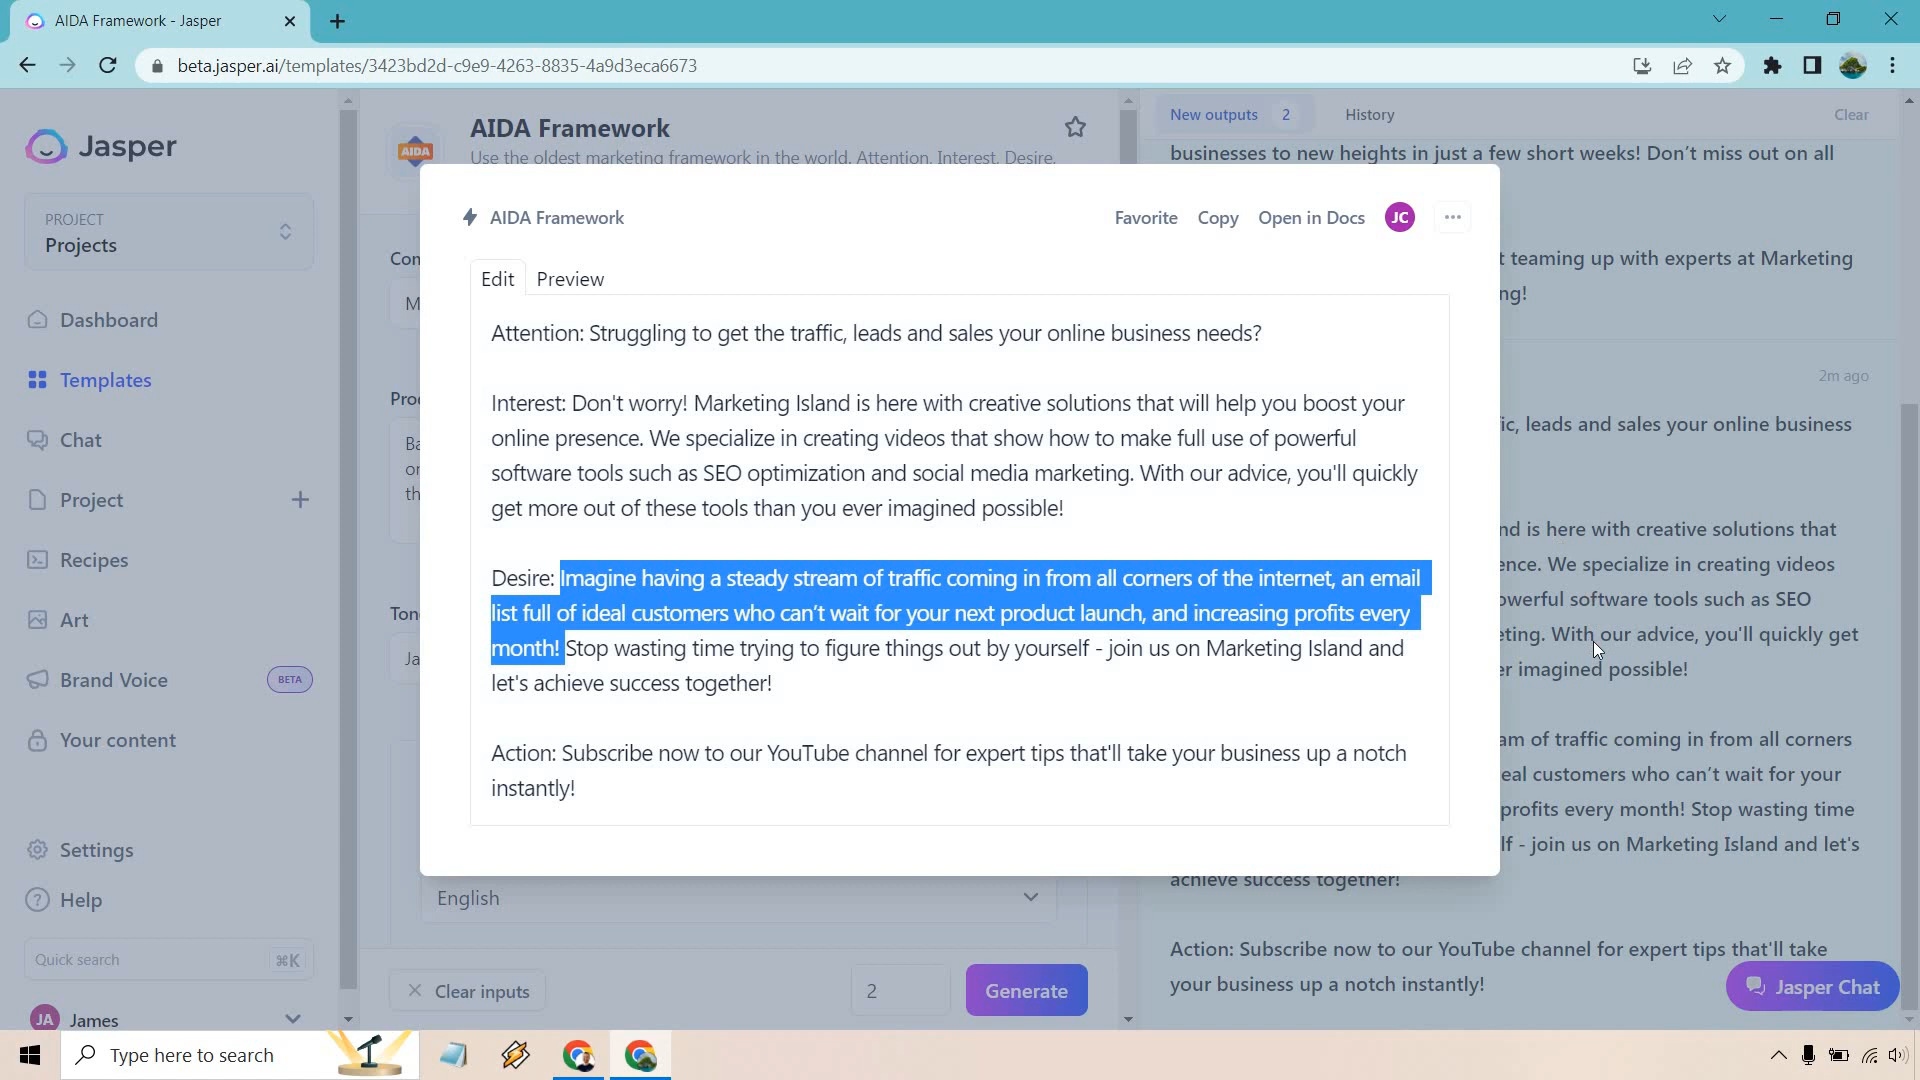 AIDA Framework - Jasper
beta.jasper.ai/templates/3423bd2d-c9e9-4263-8835-4a9d3eca6673
Jasper
PROJECT
Projects
Dashboard
Templates
Chat
Project
Recipes
Art
Brand Voice
BETA
Your content
Settings
Help
Quick search
⌘K
JA
James
AIDA
AIDA Framework
Use the oldest marketing framework in the world. Attention. Interest. Desire.
Con
M
Pro
Ba
or
th
Ton
Ja
English
Clear inputs
2
Generate
AIDA Framework
Favorite
Copy
Open in Docs
JC
Edit
Preview
Attention: Struggling to get the traffic, leads and sales your online business needs?
Interest: Don't worry! Marketing Island is here with creative solutions that will help you boost your
online presence. We specialize in creating videos that show how to make full use of powerful
software tools such as SEO optimization and social media marketing. With our advice, you'll quickly
get more out of these tools than you ever imagined possible!
Desire: Imagine having a steady stream of traffic coming in from all corners of the internet, an email
list full of ideal customers who can’t wait for your next product launch, and increasing profits every
month! Stop wasting time trying to figure things out by yourself - join us on Marketing Island and
let's achieve success together!
Action: Subscribe now to our YouTube channel for expert tips that'll take your business up a notch
instantly!
New outputs 2
History
Clear
businesses to new heights in just a few short weeks! Don’t miss out on all
t teaming up with experts at Marketing
ng!
2m ago
ic, leads and sales your online business
nd is here with creative solutions that
ence. We specialize in creating videos
owerful software tools such as SEO
eting. With our advice, you'll quickly get
er imagined possible!
am of traffic coming in from all corners
eal customers who can’t wait for your
profits every month! Stop wasting time
lf - join us on Marketing Island and let's
achieve success together!
Action: Subscribe now to our YouTube channel for expert tips that'll take
your business up a notch instantly!
Jasper Chat
Type here to search